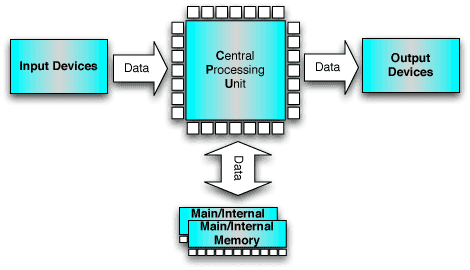 Input Devices
Data
Central
Processing
Unit
Data
Output
Devices
Data
Main/Internal
Main/Internal
Memory